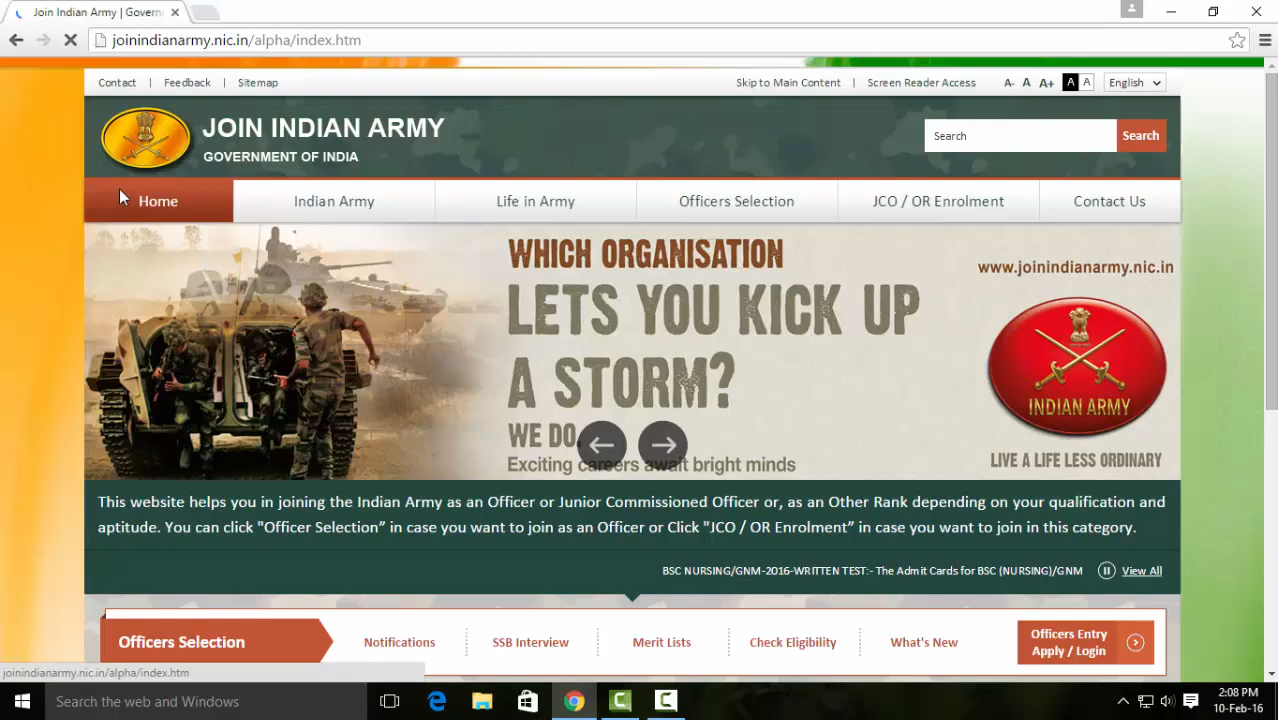 Join Indian Army | Govern
joinindianarmy.nic.in/alpha/index.htm
Contact | Feedback | Sitemap
Skip to Main Content | Screen Reader Access A- A A+ A A English
JOIN INDIAN ARMY
GOVERNMENT OF INDIA
Search Search
Home Indian Army Life in Army Officers Selection JCO / OR Enrolment Contact Us
WHICH ORGANISATION
LETS YOU KICK UP
A STORM?
WE DO.
Exciting careers await bright minds
www.joinindianarmy.nic.in
INDIAN ARMY
LIVE A LIFE LESS ORDINARY
This website helps you in joining the Indian Army as an Officer or Junior Commissioned Officer or, as an Other Rank depending on your qualification and
aptitude. You can click "Officer Selection" in case you want to join as an Officer or Click "JCO / OR Enrolment" in case you want to join in this category.
BSC NURSING/GNM-2016-WRITTEN TEST:- The Admit Cards for BSC (NURSING)/GNM View All
Officers Selection Notifications SSB Interview Merit Lists Check Eligibility What's New
Officers Entry
Apply / Login
joinindianarmy.nic.in/alpha/index.htm
Search the web and Windows
2:08 PM
10-Feb-16